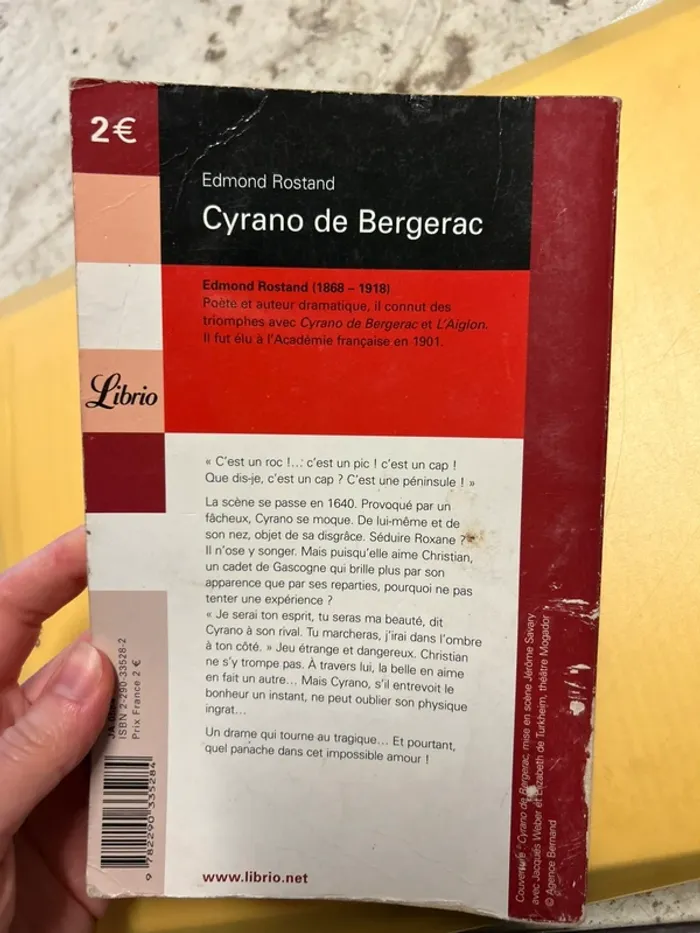 2€
Edmond Rostand
Cyrano de Bergerac
Edmond Rostand (1868 – 1918)
Poète et auteur dramatique, il connut des
triomphes avec Cyrano de Bergerac et L'Aiglon.
Il fut élu à l'Académie française en 1901.
Librio
« C'est un roc !... c'est un pic ! c'est un cap !
Que dis-je, c'est un cap ? C'est une péninsule ! »
La scène se passe en 1640. Provoqué par un
fâcheux, Cyrano se moque. De lui-même et de
son nez, objet de sa disgrâce. Séduire Roxane ?
Il n'ose y songer. Mais puisqu'elle aime Christian,
un cadet de Gascogne qui brille plus par son
apparence que par ses reparties, pourquoi ne pas
tenter une expérience ?
« Je serai ton esprit, tu seras ma beauté, dit
Cyrano à son rival. Tu marcheras, j'irai dans l'ombre
à ton côté. » Jeu étrange et dangereux. Christian
ne s'y trompe pas. À travers lui, la belle en aime
en fait un autre... Mais Cyrano, s'il entrevoit le
bonheur un instant, ne peut oublier son physique
ingrat...
Un drame qui tourne au tragique... Et pourtant,
quel panache dans cet impossible amour !
ISBN 2-290-33528-2
Prix France 2 €
9 782290 335284
www.librio.net
Couverture : Cyrano de Bergerac, mise en scène Jérôme Savary
avec Jacques Weber et Elizabeth de Turkheim, théâtre Mogador
© Agence Bernand